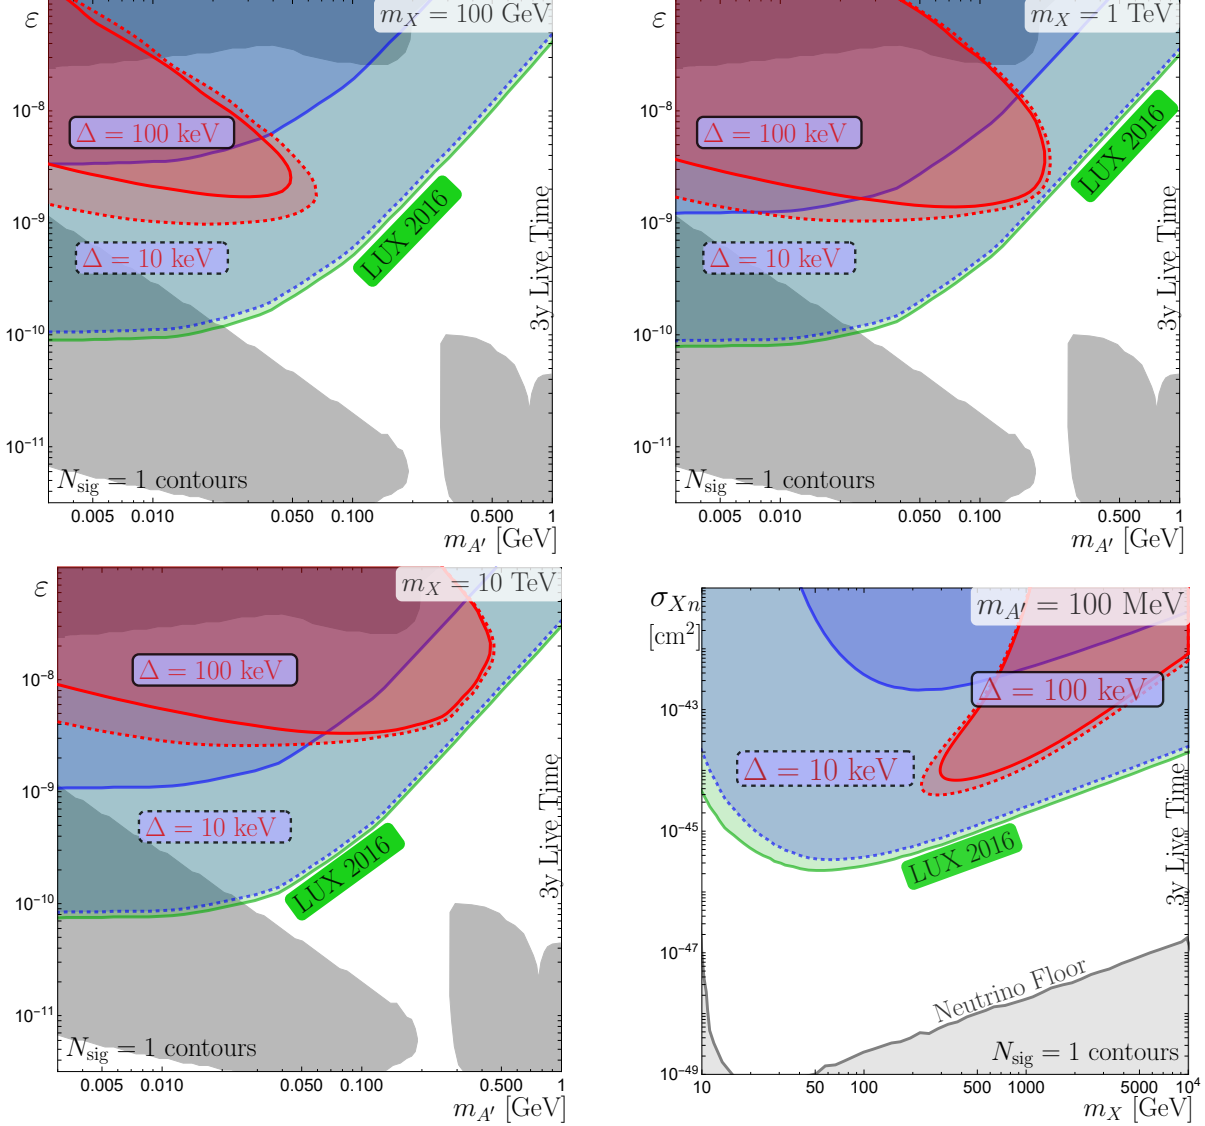 ε
m_X = 100 GeV
10⁻⁸
Δ = 100 keV
10⁻⁹
LUX 2016
3y Live Time
Δ = 10 keV
10⁻¹⁰
10⁻¹¹
N_sig = 1 contours
0.005 0.010 0.050 0.100 0.500 1
m_A′ [GeV]
ε
m_X = 1 TeV
10⁻⁸
Δ = 100 keV
LUX 2016
10⁻⁹
3y Live Time
Δ = 10 keV
10⁻¹⁰
10⁻¹¹
N_sig = 1 contours
0.005 0.010 0.050 0.100 0.500 1
m_A′ [GeV]
ε
m_X = 10 TeV
Δ = 100 keV
10⁻⁸
10⁻⁹
3y Live Time
Δ = 10 keV
LUX 2016
10⁻¹⁰
10⁻¹¹
N_sig = 1 contours
0.005 0.010 0.050 0.100 0.500 1
m_A′ [GeV]
σ_Xn
[cm²]
m_A′ = 100 MeV
Δ = 100 keV
10⁻⁴³
Δ = 10 keV
3y Live Time
10⁻⁴⁵
LUX 2016
10⁻⁴⁷
Neutrino Floor
N_sig = 1 contours
10⁻⁴⁹
10 50 100 500 1000 5000 10⁴
m_X [GeV]